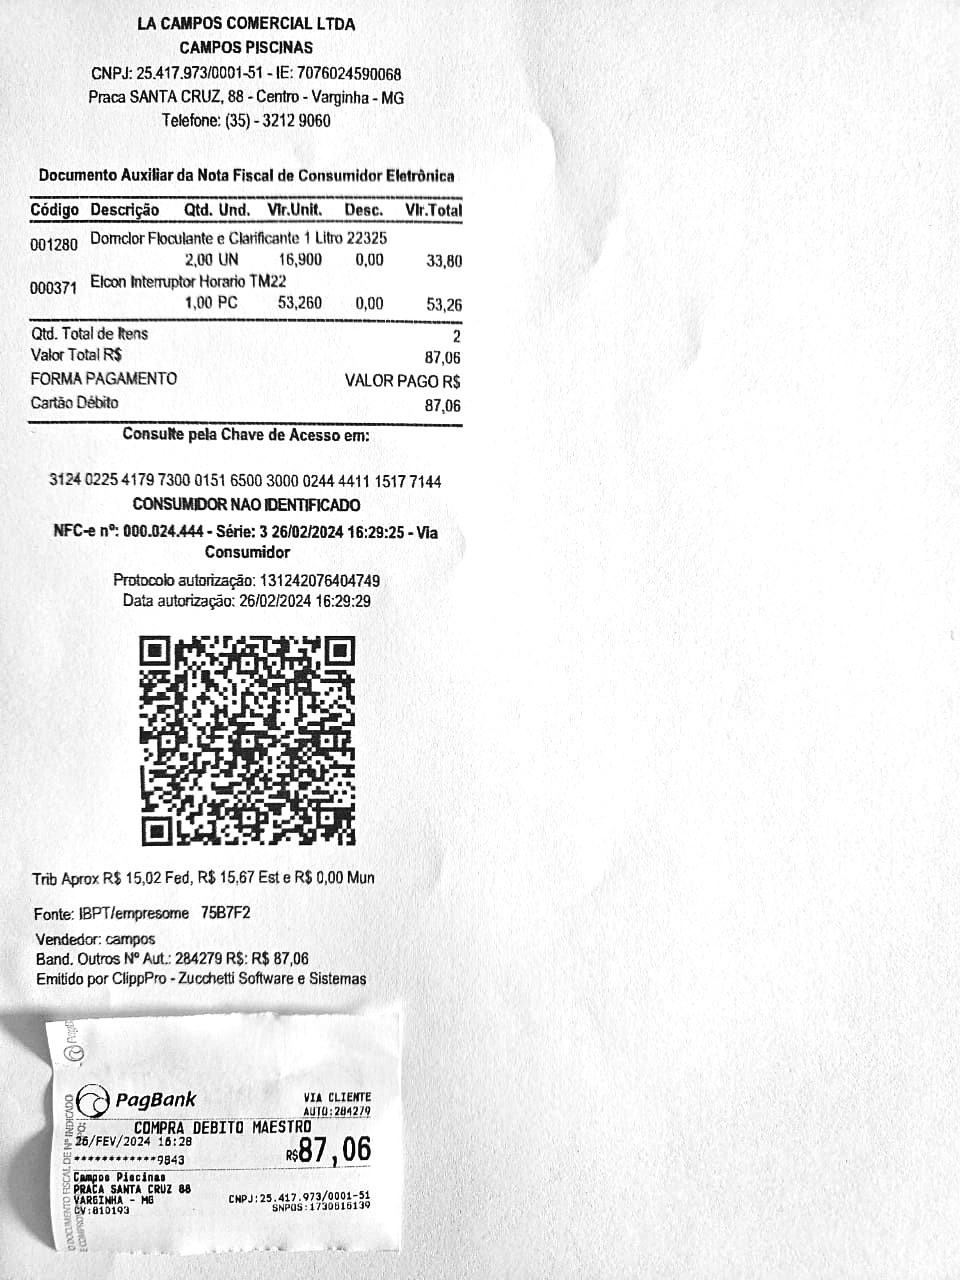 LA CAMPOS COMERCIAL LTDA
CAMPOS PISCINAS
CNPJ: 25.417.973/0001-51 - IE: 7076024590068
Praca SANTA CRUZ, 88 - Centro - Varginha - MG
Telefone: (35) - 3212 9060
Documento Auxiliar da Nota Fiscal de Consumidor Eletrônica
Código Descrição Qtd. Und. Vlr.Unit. Desc. Vlr.Total
001280 Domclor Floculante e Clarificante 1 Litro 22325
2,00 UN 16,900 0,00 33,80
000371 Elcon Interruptor Horario TM22
1,00 PC 53,260 0,00 53,26
Qtd. Total de Itens 2
Valor Total R$ 87,06
FORMA PAGAMENTO VALOR PAGO R$
Cartão Débito 87,06
Consulte pela Chave de Acesso em:
3124 0225 4179 7300 0151 6500 3000 0244 4411 1517 7144
CONSUMIDOR NAO IDENTIFICADO
NFC-e nº: 000.024.444 - Série: 3 26/02/2024 16:29:25 - Via
Consumidor
Protocolo autorização: 131242076404749
Data autorização: 26/02/2024 16:29:29
Trib Aprox R$ 15,02 Fed, R$ 15,67 Est e R$ 0,00 Mun
Fonte: IBPT/empresome 75B7F2
Vendedor: campos
Band. Outros Nº Aut.: 284279 R$: R$ 87,06
Emitido por ClippPro - Zucchetti Software e Sistemas
PagBank VIA CLIENTE
AUTO:284279
COMPRA DEBITO MAESTRO
26/FEV/2024 16:28 R$87,06
************9843
Campos Piscinas
PRACA SANTA CRUZ 88
VARGINHA - MG CNPJ:25.417.973/0001-51
CV:810193 SNPOS:1730816139
O DOCUMENTO FISCAL DE Nº INDICADO